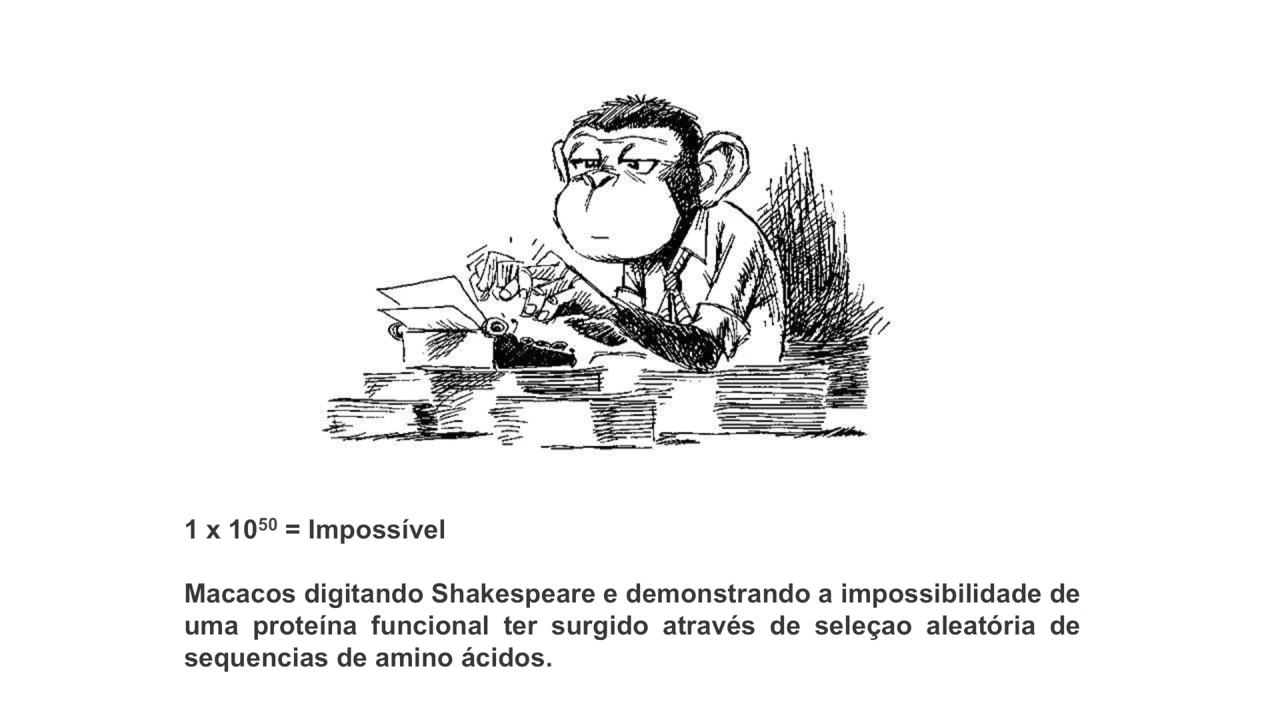 1 x 10⁵⁰ = Impossível
Macacos digitando Shakespeare e demonstrando a impossibilidade de
uma proteína funcional ter surgido através de seleçao aleatória de
sequencias de amino ácidos.